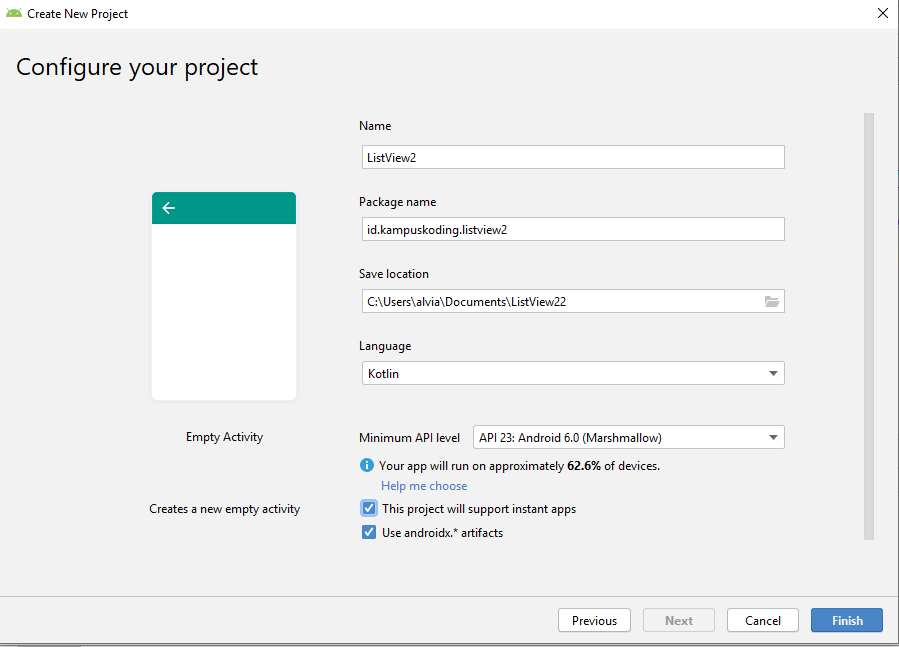 Create New Project
Configure your project
Name
ListView2
Package name
id.kampuskoding.listview2
Save location
C:\Users\alvia\Documents\ListView22
Language
Kotlin
Empty Activity
Minimum API level
API 23: Android 6.0 (Marshmallow)
Your app will run on approximately 62.6% of devices.
Help me choose
Creates a new empty activity
This project will support instant apps
Use androidx.* artifacts
Previous
Next
Cancel
Finish